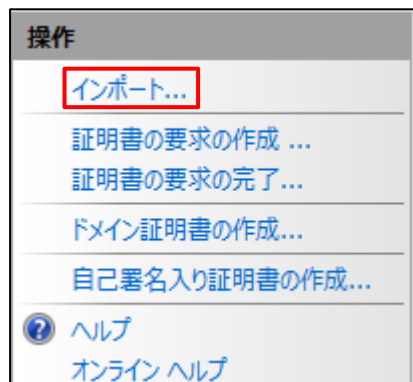 操作
インポート...
証明書の要求の作成 ...
証明書の要求の完了...
ドメイン証明書の作成...
自己署名入り証明書の作成...
ヘルプ
オンライン ヘルプ